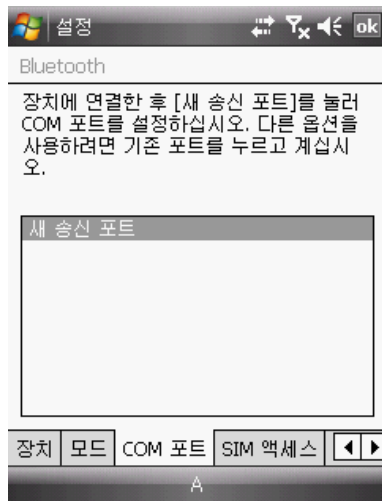 설정
ok
Bluetooth
장치에 연결한 후 [새 송신 포트]를 눌러
COM 포트를 설정하십시오. 다른 옵션을
사용하려면 기존 포트를 누르고 계십시
오.
새 송신 포트
장치 모드 COM 포트 SIM 액세스
A